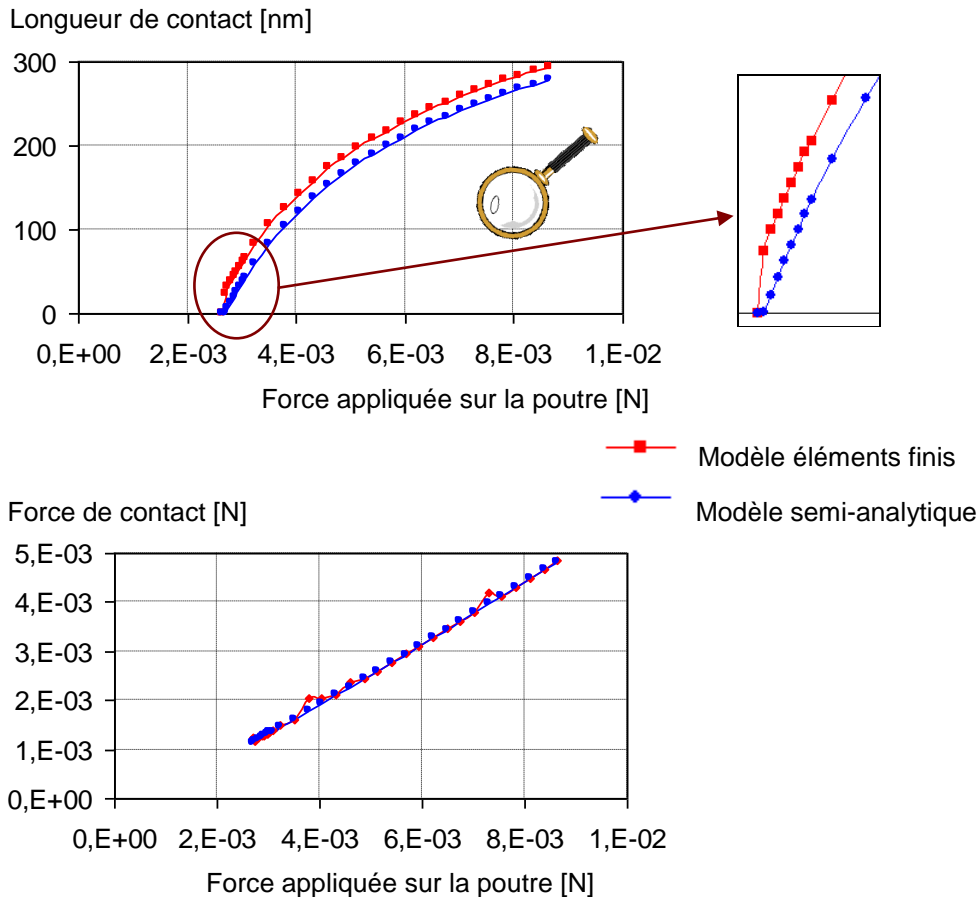 Longueur de contact [nm]
300
200
100
0
0,E+00 2,E-03 4,E-03 6,E-03 8,E-03 1,E-02
Force appliquée sur la poutre [N]
Modèle éléments finis
Modèle semi-analytique
Force de contact [N]
5,E-03
4,E-03
3,E-03
2,E-03
1,E-03
0,E+00
0,E+00 2,E-03 4,E-03 6,E-03 8,E-03 1,E-02
Force appliquée sur la poutre [N]